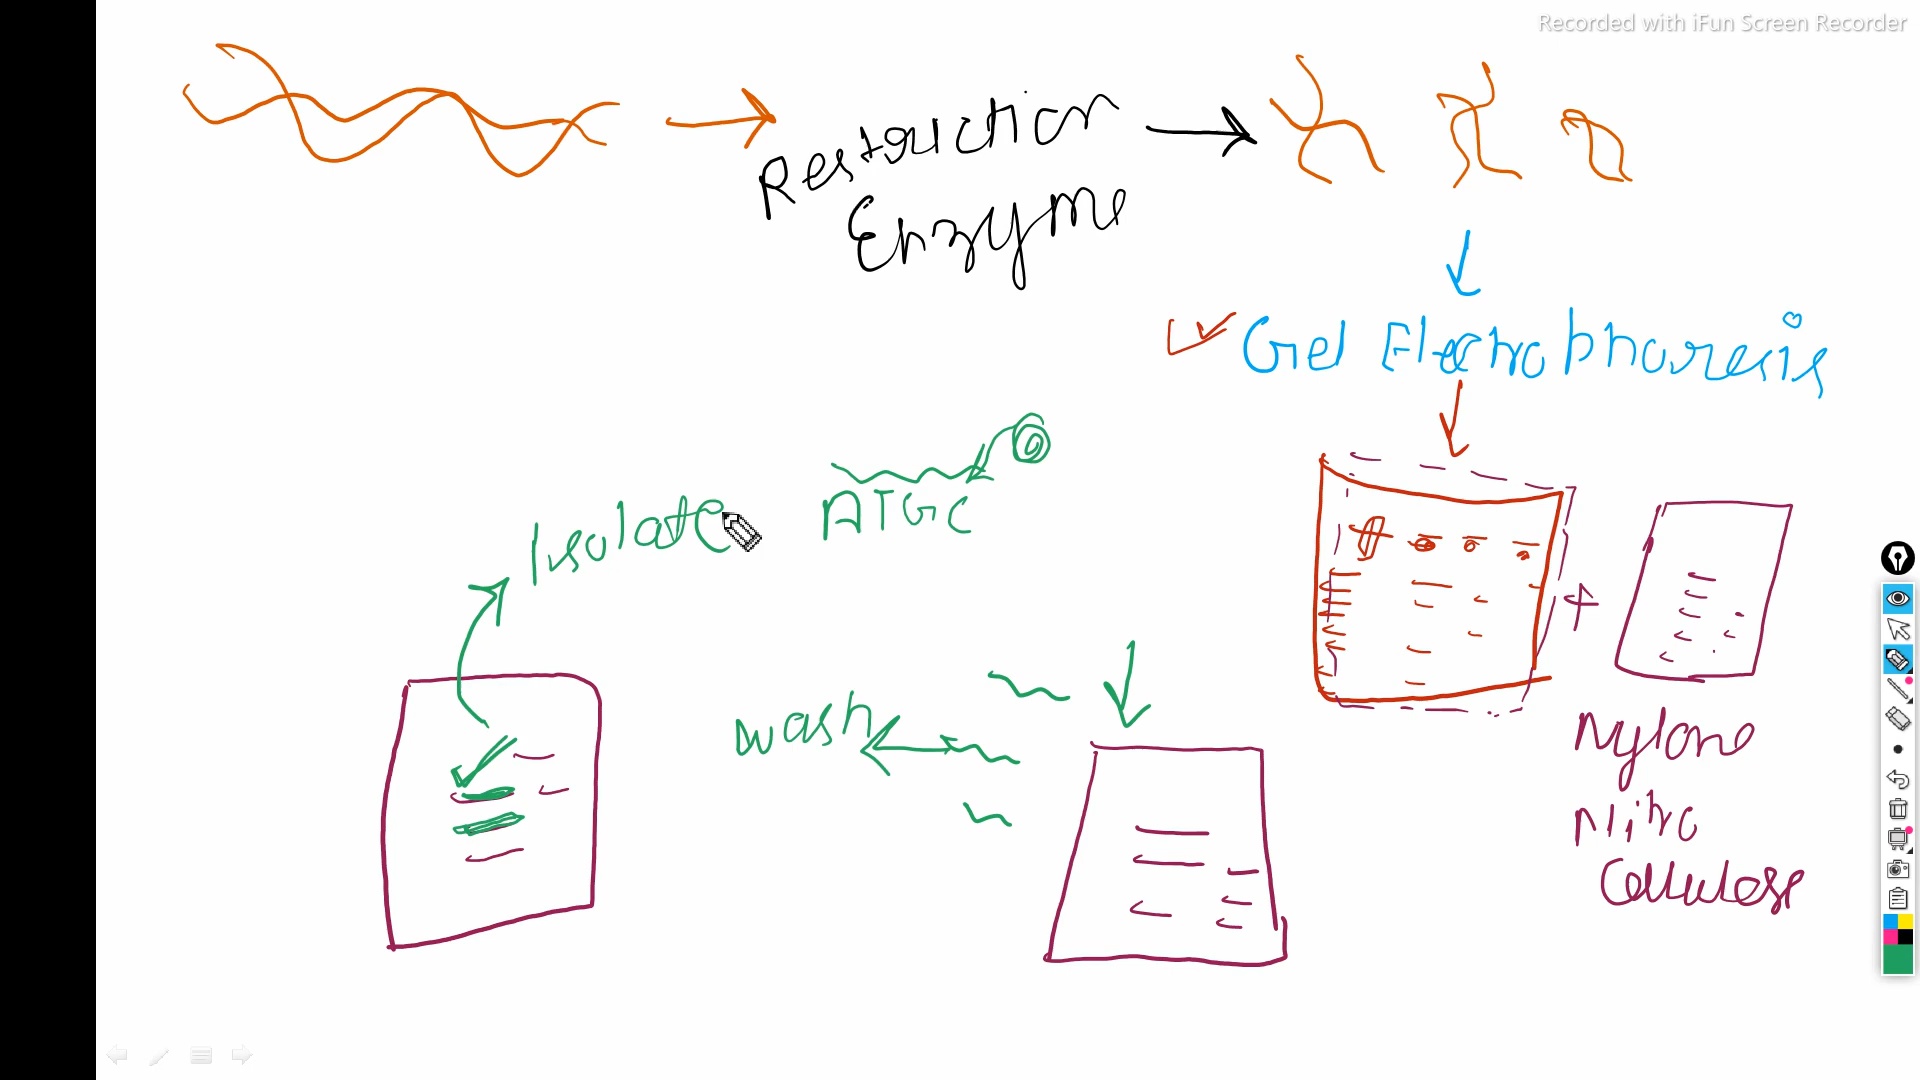 Recorded with iFun Screen Recorder
Restriction
Enzyme
Gel Electrophoresis
ATGC
Isolate
wash
Nylone
Nitro
Cellulose